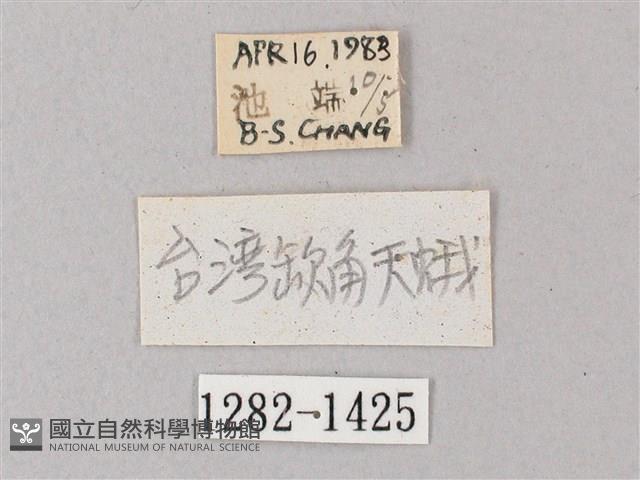 APR 16. 1983
池 端 10/5
B-S. CHANG
台湾缺角天蛾
1282-1425
國立自然科學博物館
NATIONAL MUSEUM OF NATURAL SCIENCE